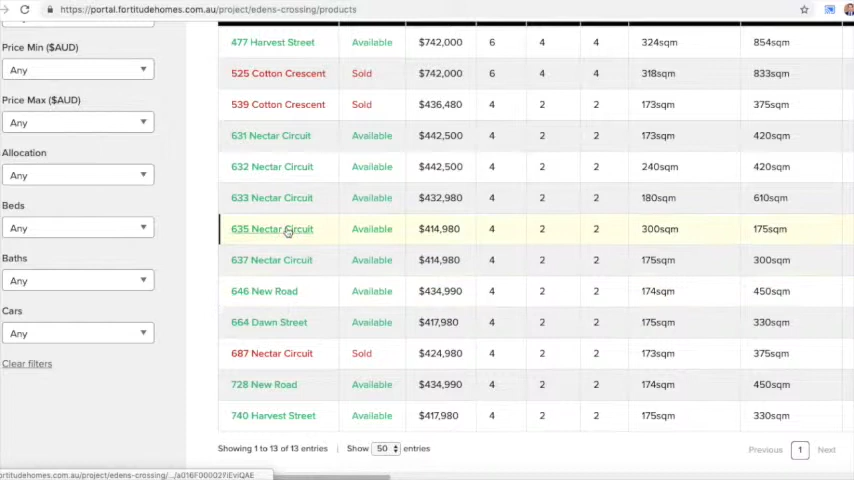 https://portal.fortitudehomes.com.au/project/edens-crossing/products
Price Min ($AUD)
Any
Price Max ($AUD)
Any
Allocation
Any
Beds
Any
Baths
Any
Cars
Any
Clear filters
477 Harvest Street Available $742,000 6 4 4 324sqm 854sqm
525 Cotton Crescent Sold $742,000 6 4 4 318sqm 833sqm
539 Cotton Crescent Sold $436,480 4 2 2 173sqm 375sqm
631 Nectar Circuit Available $442,500 4 2 2 173sqm 420sqm
632 Nectar Circuit Available $442,500 4 2 2 240sqm 420sqm
633 Nectar Circuit Available $432,980 4 2 2 180sqm 610sqm
635 Nectar Circuit Available $414,980 4 2 2 300sqm 175sqm
637 Nectar Circuit Available $414,980 4 2 2 175sqm 300sqm
646 New Road Available $434,990 4 2 2 174sqm 450sqm
664 Dawn Street Available $417,980 4 2 2 175sqm 330sqm
687 Nectar Circuit Sold $424,980 4 2 2 173sqm 375sqm
728 New Road Available $434,990 4 2 2 174sqm 450sqm
740 Harvest Street Available $417,980 4 2 2 175sqm 330sqm
Showing 1 to 13 of 13 entries Show 50 entries Previous 1 Next